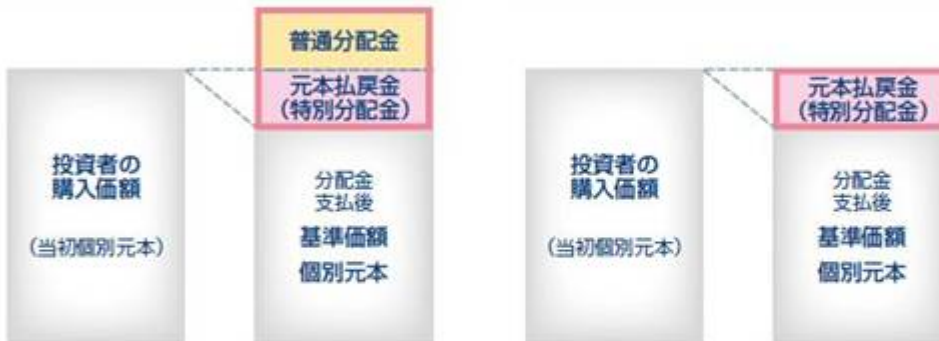 普通分配金
元本払戻金
(特別分配金)
投資者の
購入価額
(当初個別元本)
分配金
支払後
基準価額
個別元本
元本払戻金
(特別分配金)
投資者の
購入価額
(当初個別元本)
分配金
支払後
基準価額
個別元本